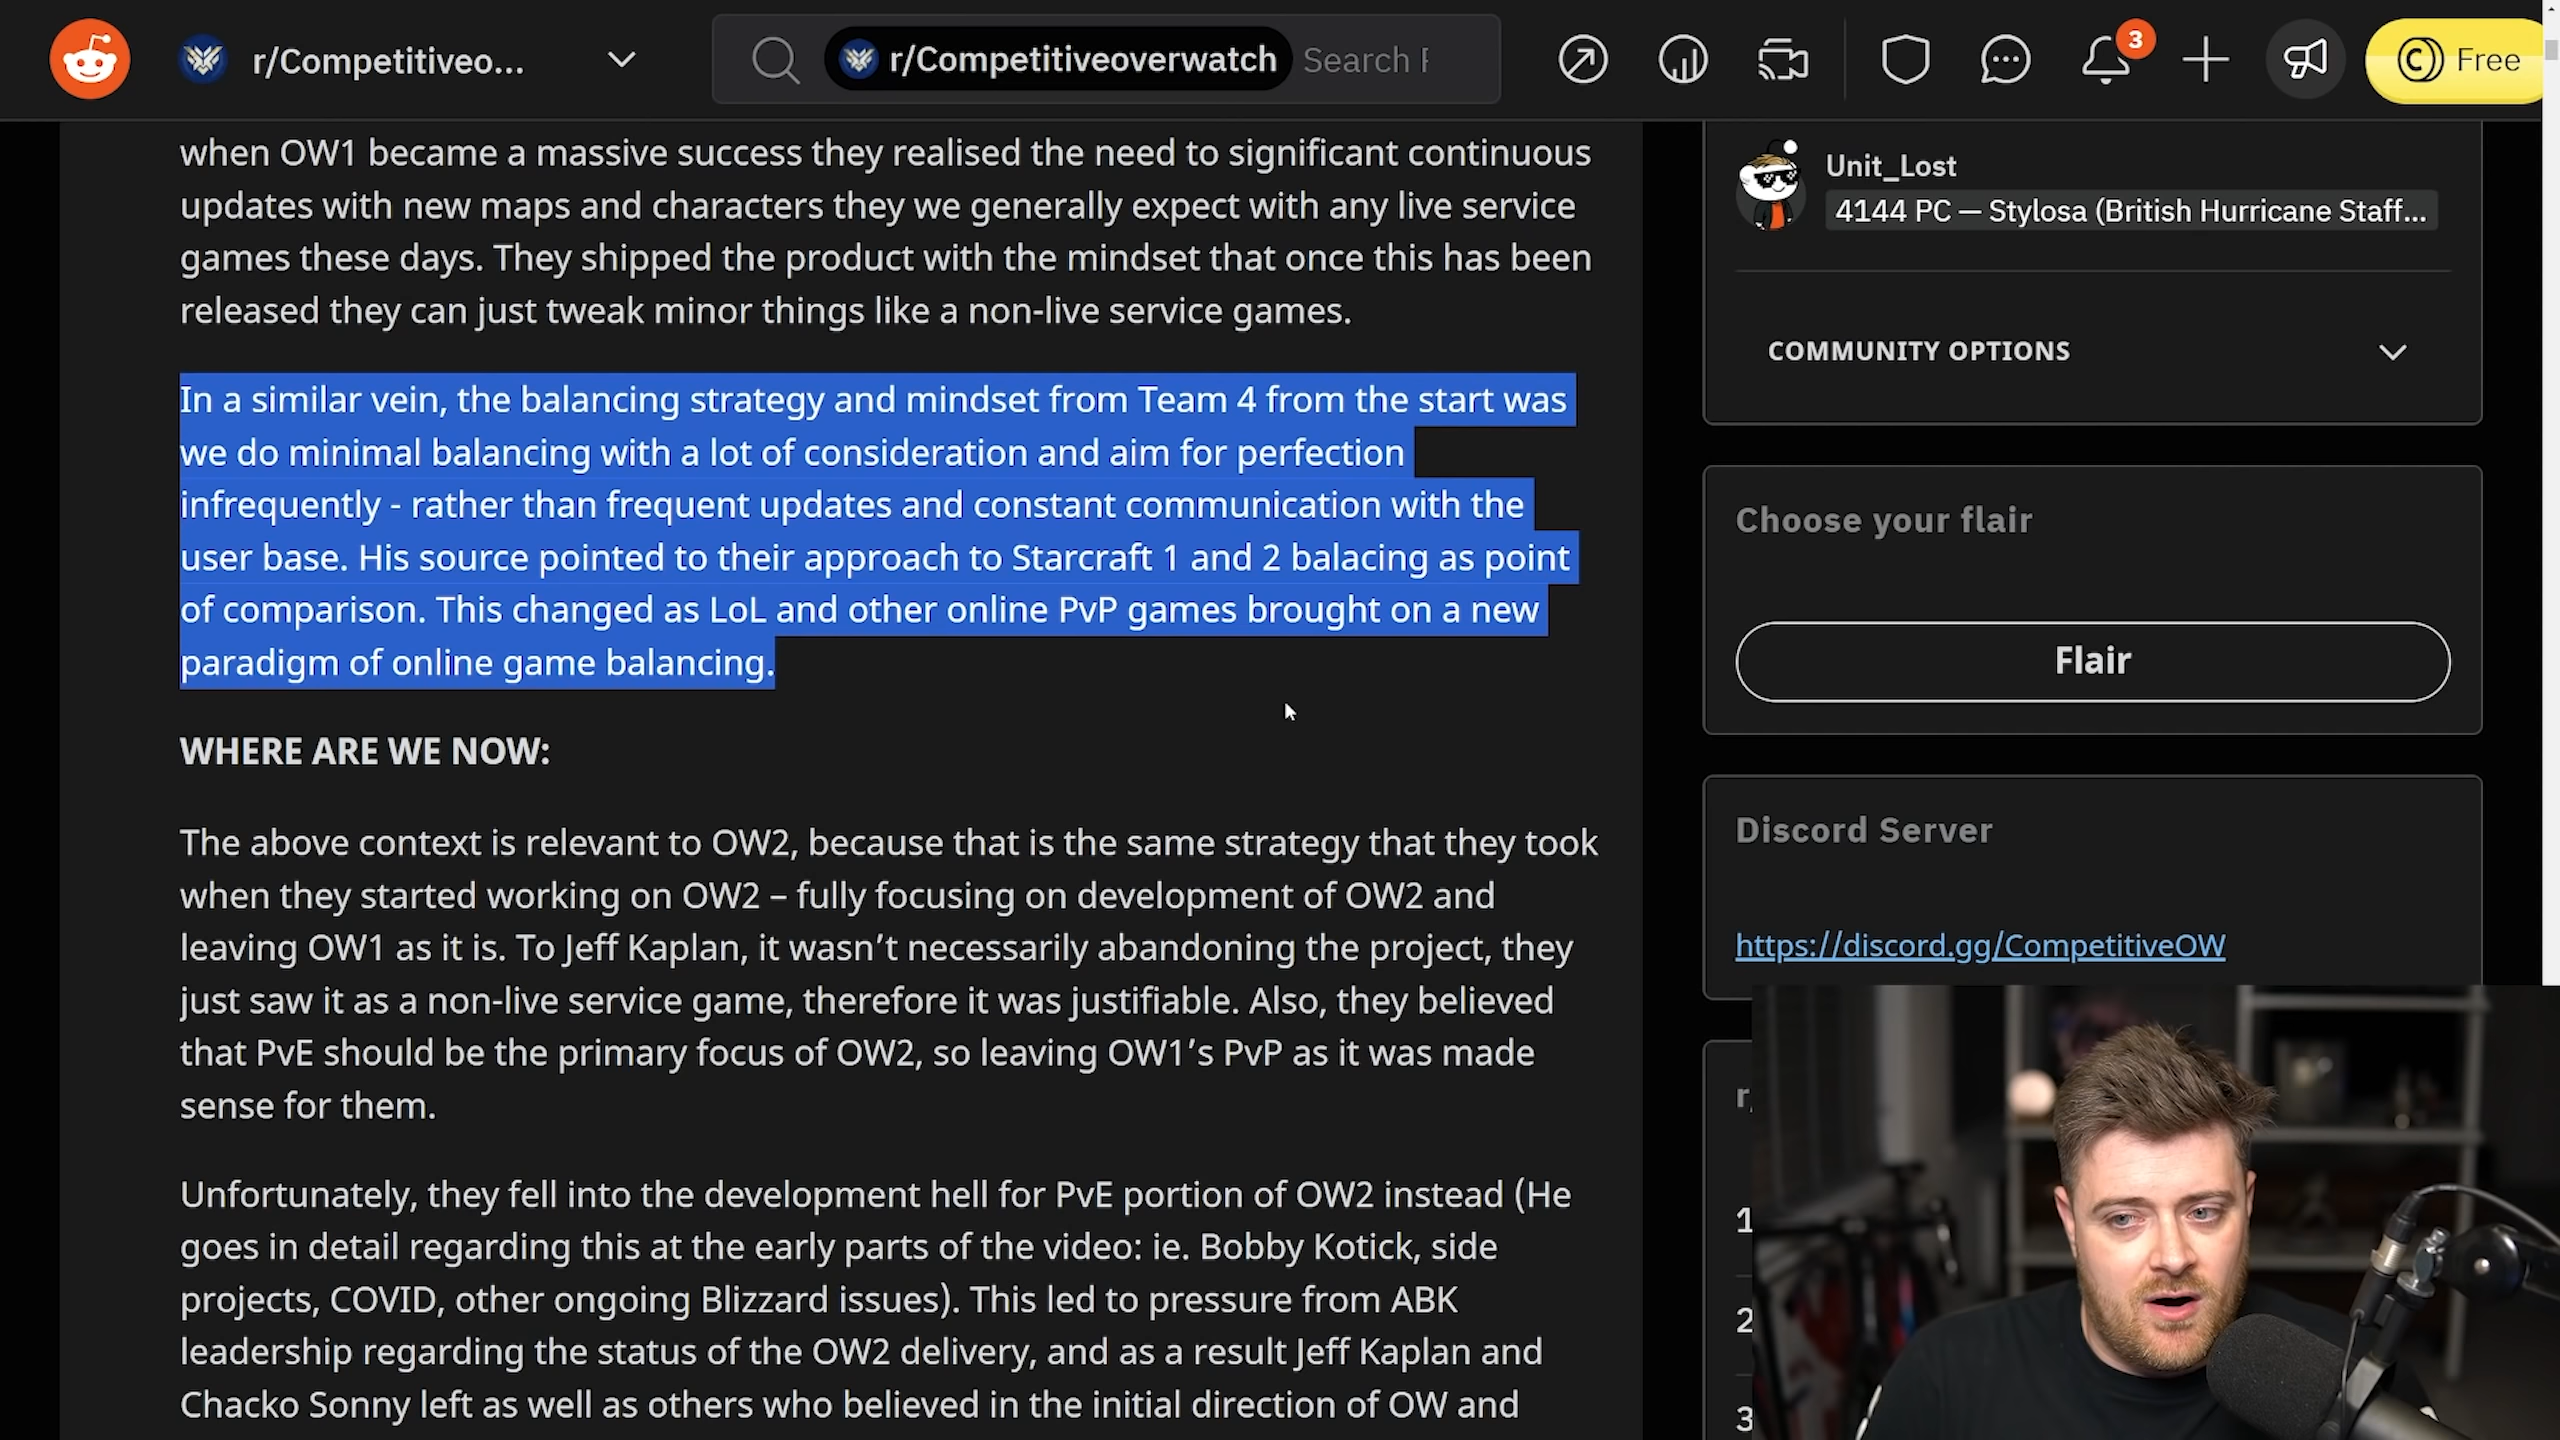 r/Competitiveo...
r/Competitiveoverwatch
Search
3
Free
when OW1 became a massive success they realised the need to significant continuous
updates with new maps and characters they we generally expect with any live service
games these days. They shipped the product with the mindset that once this has been
released they can just tweak minor things like a non-live service games.
In a similar vein, the balancing strategy and mindset from Team 4 from the start was
we do minimal balancing with a lot of consideration and aim for perfection
infrequently - rather than frequent updates and constant communication with the
user base. His source pointed to their approach to Starcraft 1 and 2 balacing as point
of comparison. This changed as LoL and other online PvP games brought on a new
paradigm of online game balancing.
WHERE ARE WE NOW:
The above context is relevant to OW2, because that is the same strategy that they took
when they started working on OW2 – fully focusing on development of OW2 and
leaving OW1 as it is. To Jeff Kaplan, it wasn’t necessarily abandoning the project, they
just saw it as a non-live service game, therefore it was justifiable. Also, they believed
that PvE should be the primary focus of OW2, so leaving OW1’s PvP as it was made
sense for them.
Unfortunately, they fell into the development hell for PvE portion of OW2 instead (He
goes in detail regarding this at the early parts of the video: ie. Bobby Kotick, side
projects, COVID, other ongoing Blizzard issues). This led to pressure from ABK
leadership regarding the status of the OW2 delivery, and as a result Jeff Kaplan and
Chacko Sonny left as well as others who believed in the initial direction of OW and
Unit_Lost
4144 PC — Stylosa (British Hurricane Staff...
COMMUNITY OPTIONS
Choose your flair
Flair
Discord Server
https://discord.gg/CompetitiveOW
1
2
3